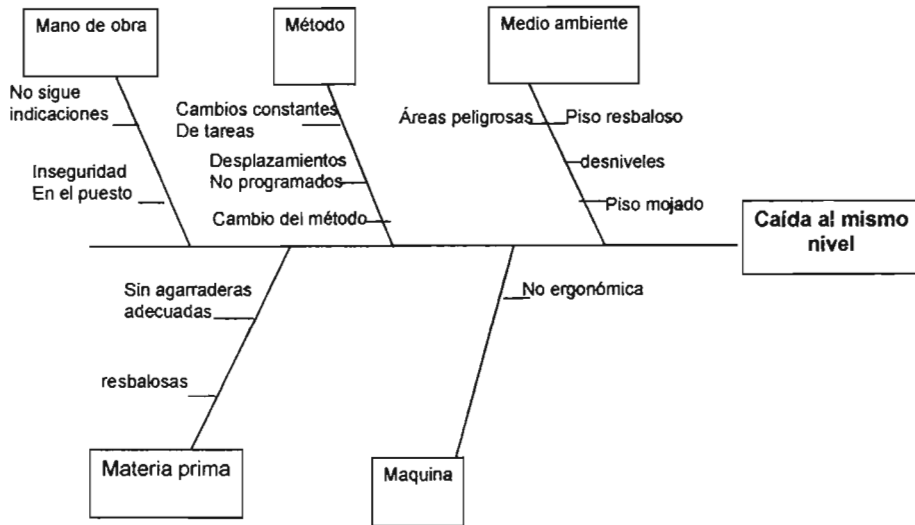 Mano de obra
Método
Medio ambiente
No sigue
indicaciones
Cambios constantes
De tareas
Áreas peligrosas
Piso resbaloso
Inseguridad
En el puesto
Desplazamientos
No programados
desniveles
Cambio del método
Piso mojado
Caída al mismo
nivel
Sin agarraderas
adecuadas
No ergonómica
resbalosas
Materia prima
Maquina